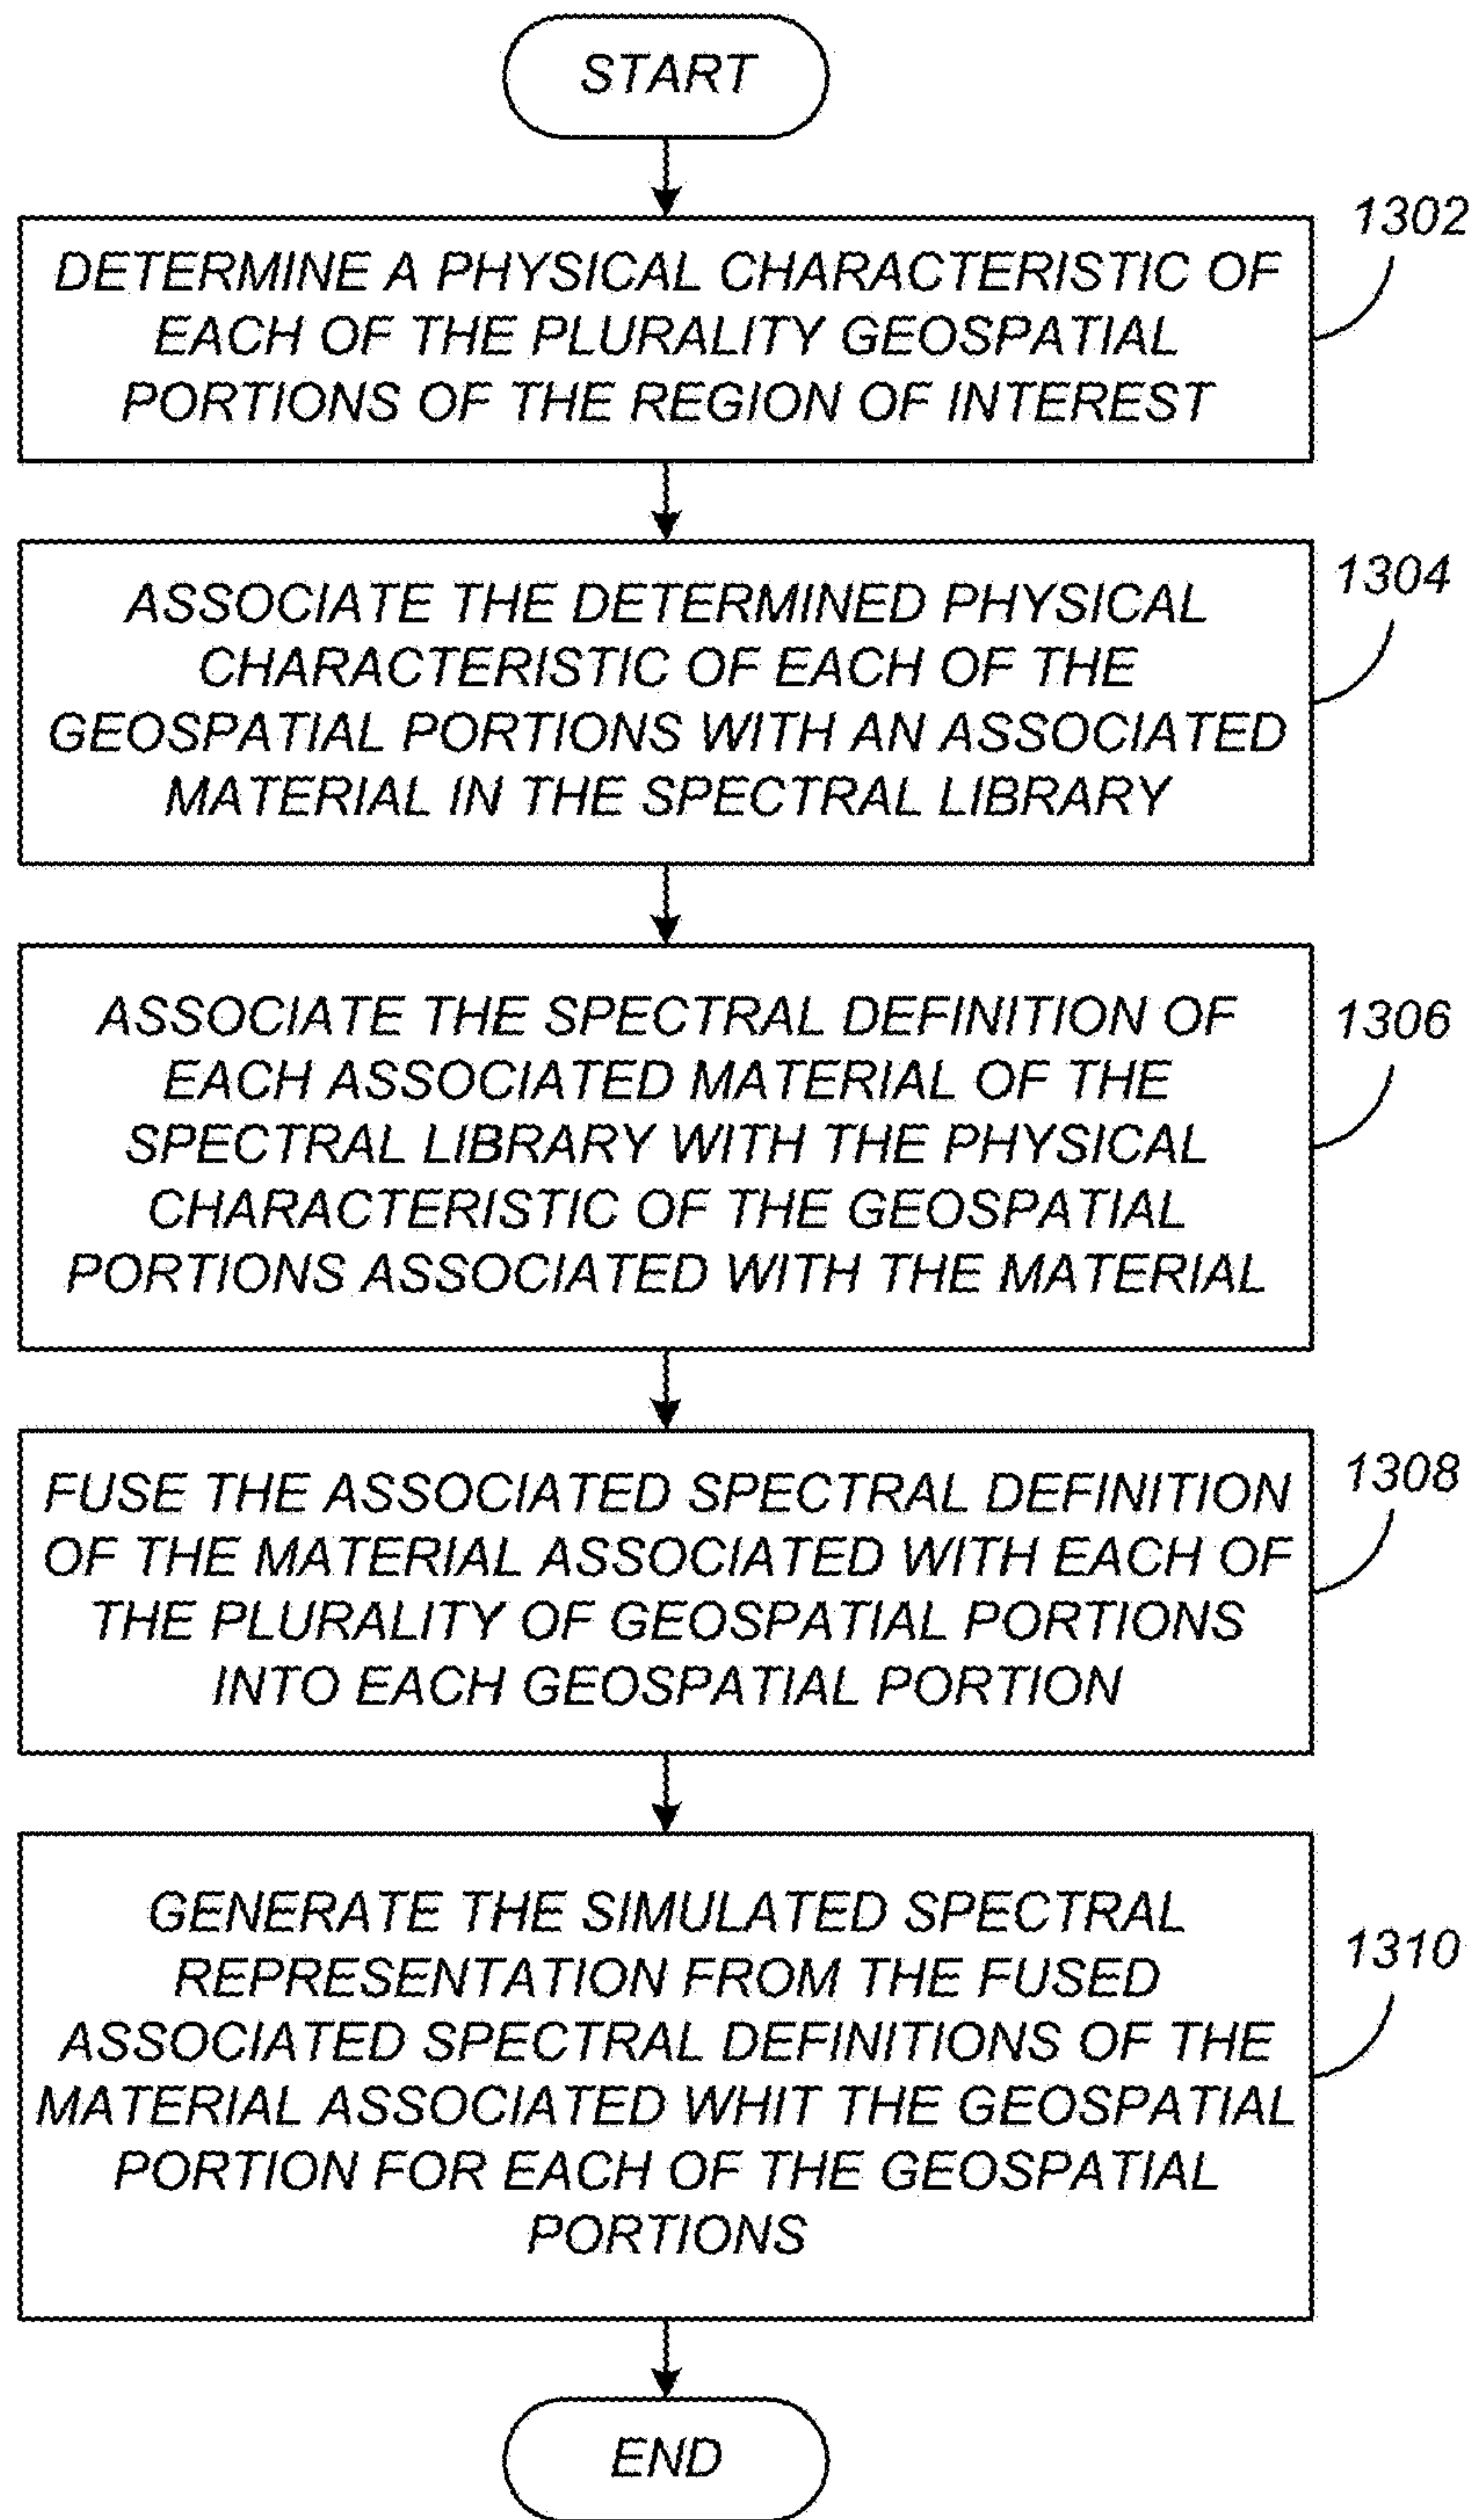 START
1302
DETERMINE A PHYSICAL CHARACTERISTIC OF
EACH OF THE PLURALITY GEOSPATIAL
PORTIONS OF THE REGION OF INTEREST
1304
ASSOCIATE THE DETERMINED PHYSICAL
CHARACTERISTIC OF EACH OF THE
GEOSPATIAL PORTIONS WITH AN ASSOCIATED
MATERIAL IN THE SPECTRAL LIBRARY
1306
ASSOCIATE THE SPECTRAL DEFINITION OF
EACH ASSOCIATED MATERIAL OF THE
SPECTRAL LIBRARY WITH THE PHYSICAL
CHARACTERISTIC OF THE GEOSPATIAL
PORTIONS ASSOCIATED WITH THE MATERIAL
1308
FUSE THE ASSOCIATED SPECTRAL DEFINITION
OF THE MATERIAL ASSOCIATED WITH EACH OF
THE PLURALITY OF GEOSPATIAL PORTIONS
INTO EACH GEOSPATIAL PORTION
1310
GENERATE THE SIMULATED SPECTRAL
REPRESENTATION FROM THE FUSED
ASSOCIATED SPECTRAL DEFINITIONS OF THE
MATERIAL ASSOCIATED WHIT THE GEOSPATIAL
PORTION FOR EACH OF THE GEOSPATIAL
PORTIONS
END